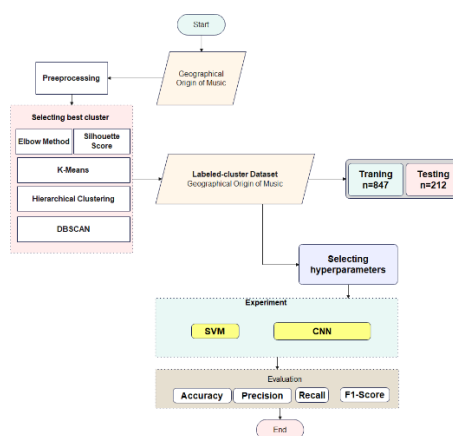 Start
Geographical
Origin of Music
Preprocessing
Selecting best cluster
Elbow Method
Silhouette
Score
K-Means
Hierarchical Clustering
DBSCAN
Labeled-cluster Dataset
Geographical Origin of Music
Traning
n=847
Testing
n=212
Selecting
hyperparameters
Experiment
SVM
CNN
Evaluation
Accuracy
Precision
Recall
F1-Score
End